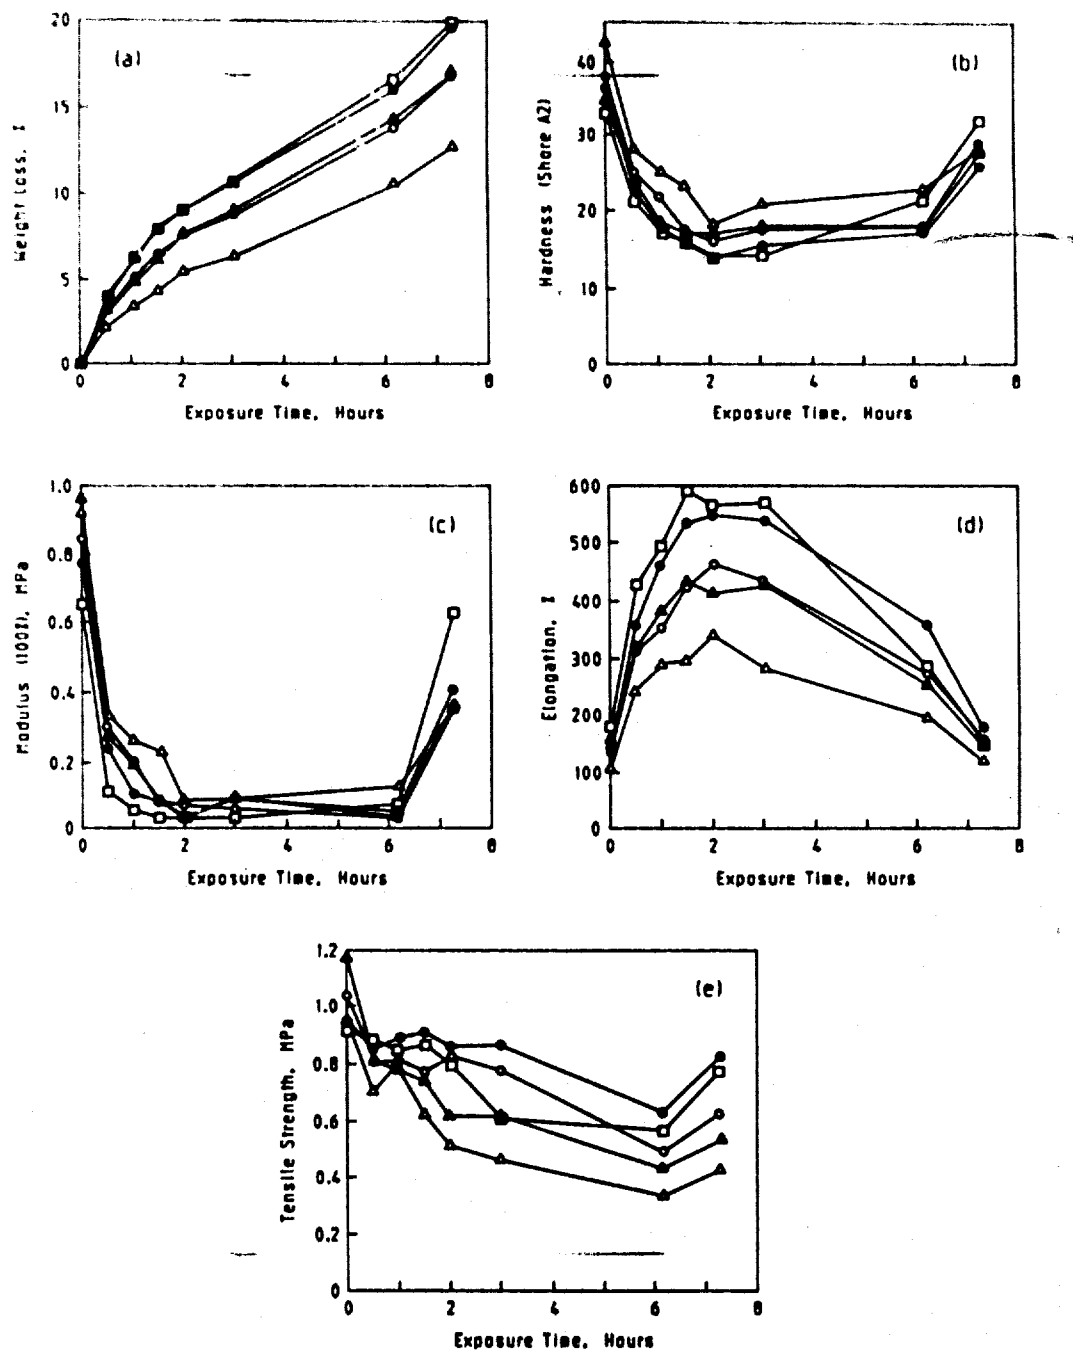 (a)
20
15
10
5
0
Weight Loss, %
0 2 4 6 8
Exposure Time, Hours
(b)
40
30
20
10
0
Hardness (Shore A2)
0 2 4 6 8
Exposure Time, Hours
(c)
1.0
0.8
0.6
0.4
0.2
0
Modulus (100%), MPa
0 2 4 6 8
Exposure Time, Hours
(d)
600
500
400
300
200
100
0
Elongation, %
0 2 4 6 8
Exposure Time, Hours
(e)
1.2
1.0
0.8
0.6
0.4
0.2
0
Tensile Strength, MPa
0 2 4 6 8
Exposure Time, Hours